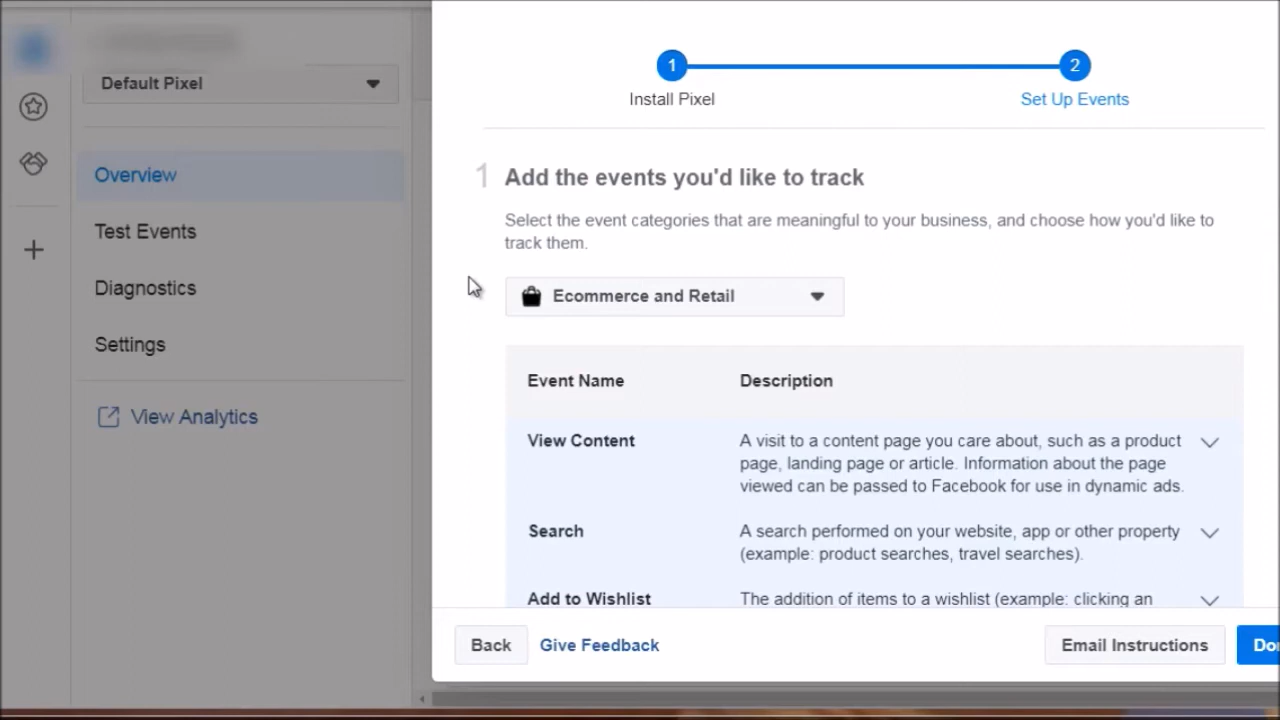 Default Pixel
Overview
Test Events
Diagnostics
Settings
View Analytics
1
2
Install Pixel
Set Up Events
1
Add the events you'd like to track
Select the event categories that are meaningful to your business, and choose how you'd like to
track them.
Ecommerce and Retail
Event Name
Description
View Content
A visit to a content page you care about, such as a product
page, landing page or article. Information about the page
viewed can be passed to Facebook for use in dynamic ads.
Search
A search performed on your website, app or other property
(example: product searches, travel searches).
Add to Wishlist
The addition of items to a wishlist (example: clicking an
Back
Give Feedback
Email Instructions